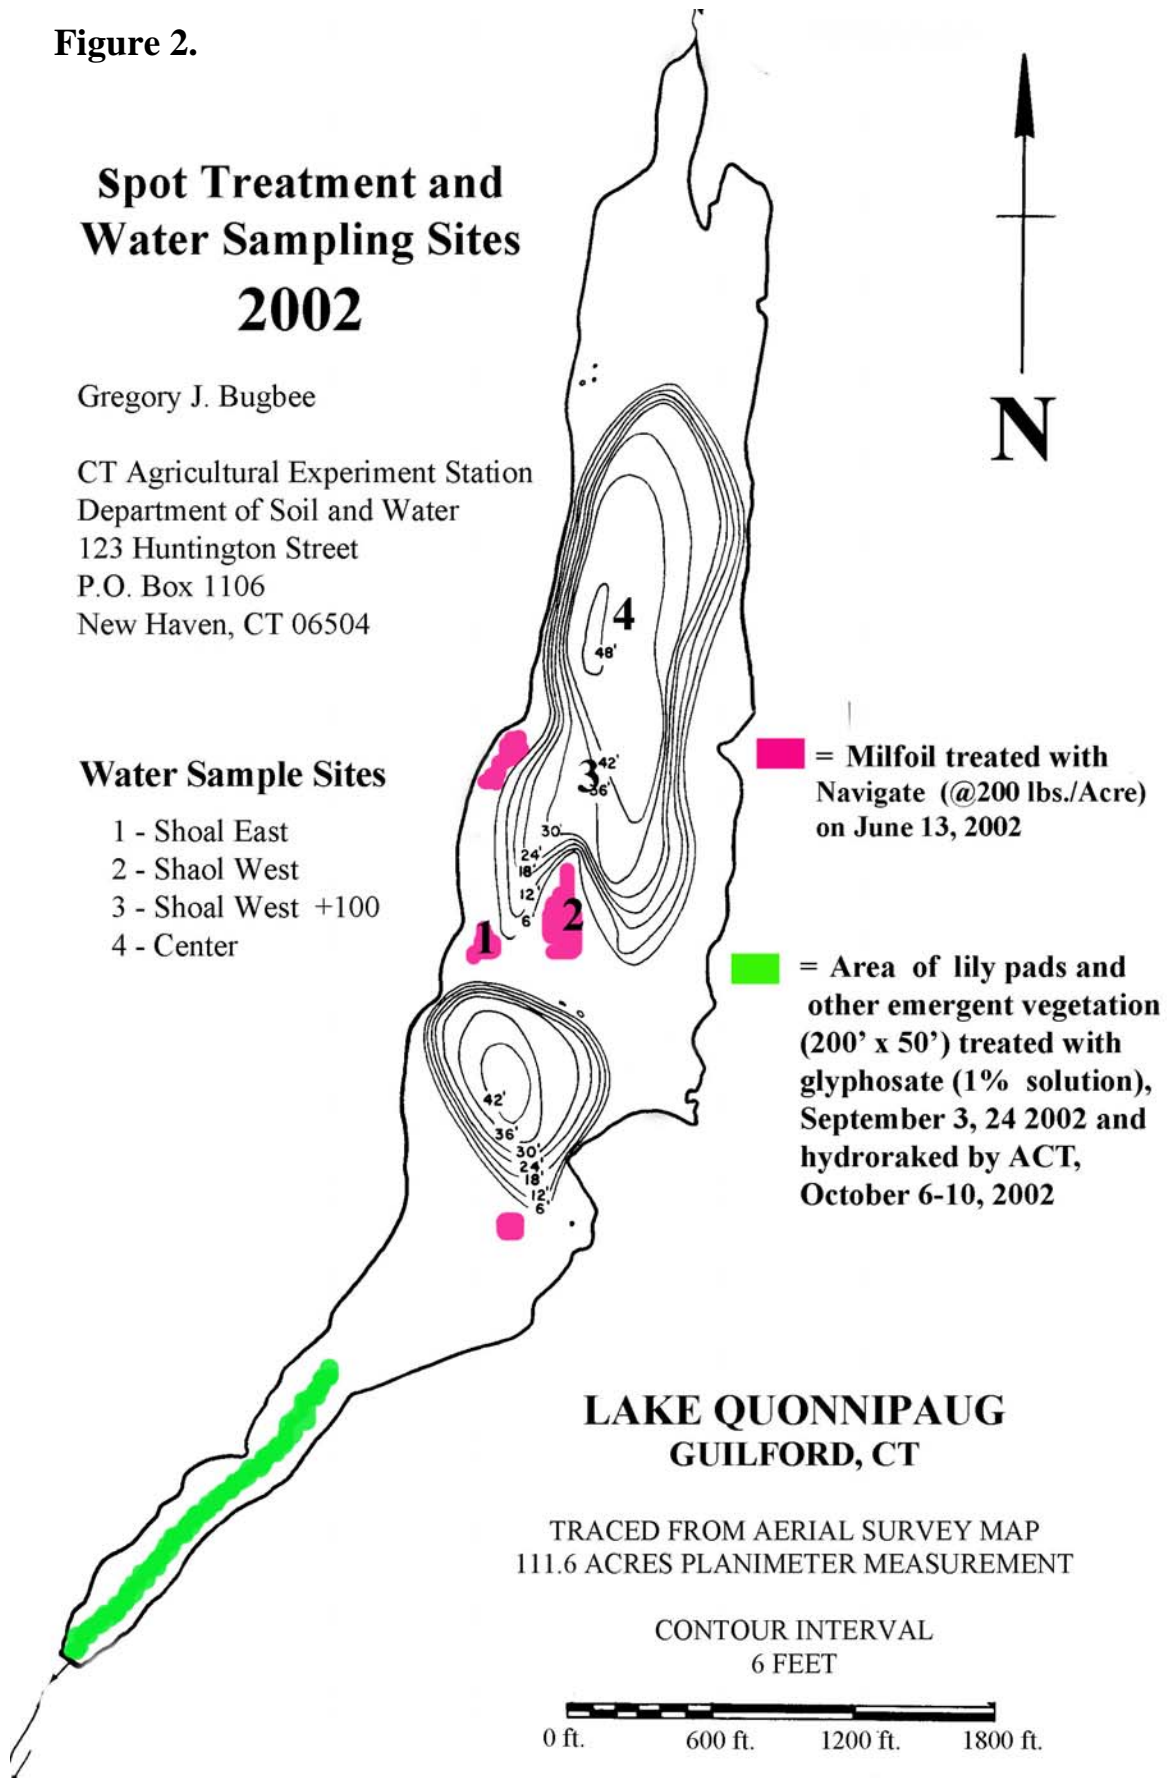 Figure 2.
Spot Treatment and
Water Sampling Sites
2002
Gregory J. Bugbee
CT Agricultural Experiment Station
Department of Soil and Water
123 Huntington Street
P.O. Box 1106
New Haven, CT 06504
N
4
48'
Water Sample Sites
1 - Shoal East
2 - Shaol West
3 - Shoal West +100
4 - Center
= Milfoil treated with
Navigate (@200 lbs./Acre)
on June 13, 2002
42'
3
36'
30'
24'
18'
12'
6'
1
2
= Area of lily pads and
other emergent vegetation
(200’ x 50’) treated with
glyphosate (1% solution),
September 3, 24 2002 and
hydroraked by ACT,
October 6-10, 2002
42'
36'
30'
24'
18'
12'
6'
LAKE QUONNIPAUG
GUILFORD, CT
TRACED FROM AERIAL SURVEY MAP
111.6 ACRES PLANIMETER MEASUREMENT
CONTOUR INTERVAL
6 FEET
0 ft. 600 ft. 1200 ft. 1800 ft.